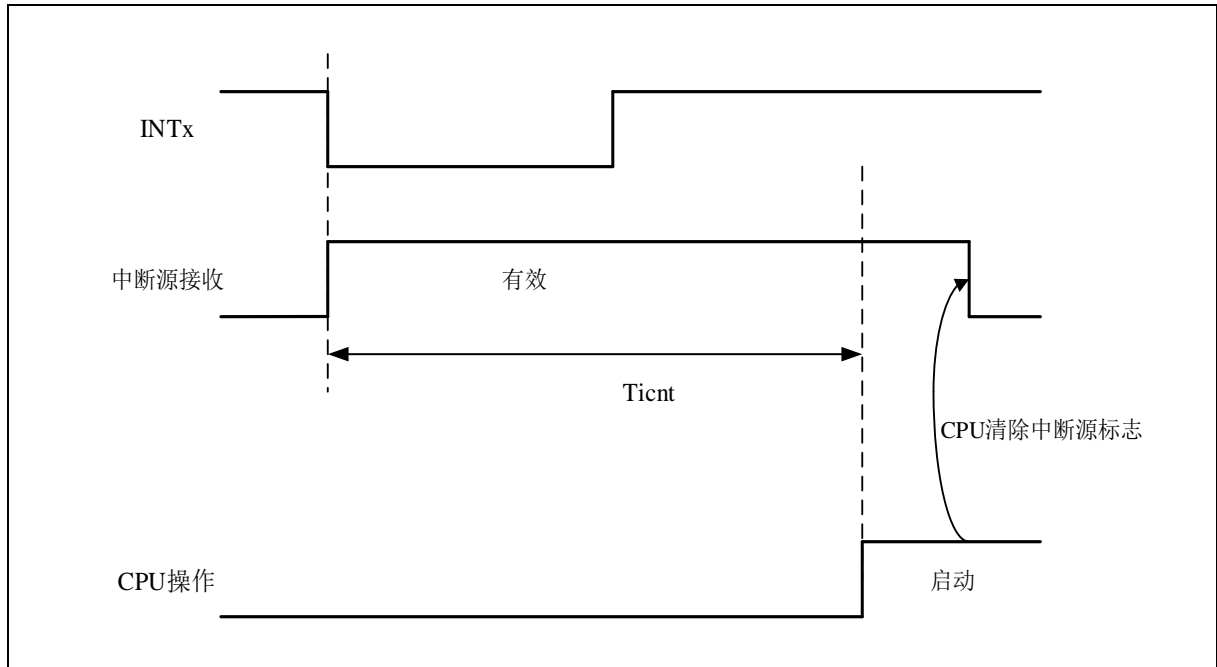 INTx
中断源接收
有效
Ticnt
CPU清除中断源标志
CPU操作
启动